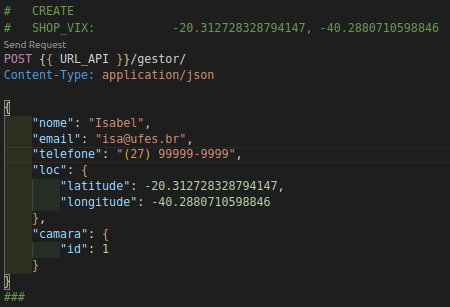 #   CREATE
#   SHOP_VIX:           -20.312728328794147, -40.2880710598846
Send Request
POST {{ URL_API }}/gestor/
Content-Type: application/json
{
    "nome": "Isabel",
    "email": "isa@ufes.br",
    "telefone": "(27) 99999-9999",
    "loc": {
        "latitude": -20.312728328794147,
        "longitude": -40.2880710598846
    },
    "camara": {
        "id": 1
    }
}
###